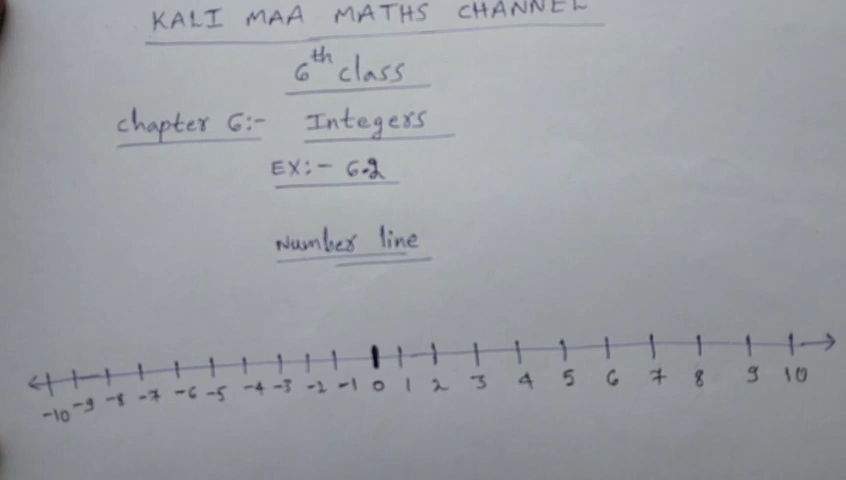 KALI MAA MATHS CHANNEL
6th class
chapter 6:- Integers
EX:- 6.2
Number line
-10 -9 -8 -7 -6 -5 -4 -3 -2 -1 0 1 2 3 4 5 6 7 8 9 10